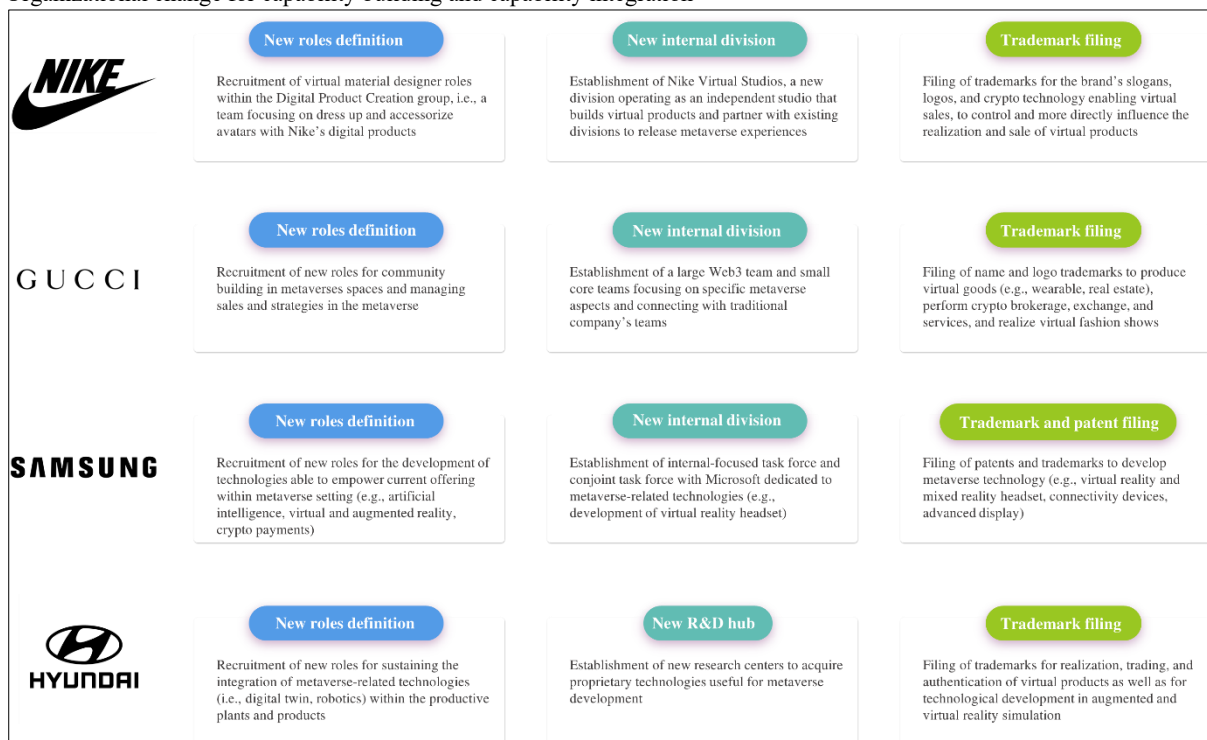 organizational change for capability building and capability integration
NIKE
New roles definition
Recruitment of virtual material designer roles
within the Digital Product Creation group, i.e., a
team focusing on dress up and accessorize
avatars with Nike's digital products
New internal division
Establishment of Nike Virtual Studios, a new
division operating as an independent studio that
builds virtual products and partner with existing
divisions to release metaverse experiences
Trademark filing
Filing of trademarks for the brand's slogans,
logos, and crypto technology enabling virtual
sales, to control and more directly influence the
realization and sale of virtual products
GUCCI
New roles definition
Recruitment of new roles for community
building in metaverses spaces and managing
sales and strategies in the metaverse
New internal division
Establishment of a large Web3 team and small
core teams focusing on specific metaverse
aspects and connecting with traditional
company's teams
Trademark filing
Filing of name and logo trademarks to produce
virtual goods (e.g., wearable, real estate),
perform crypto brokerage, exchange, and
services, and realize virtual fashion shows
SAMSUNG
New roles definition
Recruitment of new roles for the development of
technologies able to empower current offering
within metaverse setting (e.g., artificial
intelligence, virtual and augmented reality,
crypto payments)
New internal division
Establishment of internal-focused task force and
conjoint task force with Microsoft dedicated to
metaverse-related technologies (e.g.,
development of virtual reality headset)
Trademark and patent filing
Filing of patents and trademarks to develop
metaverse technology (e.g., virtual reality and
mixed reality headset, connectivity devices,
advanced display)
HYUNDAI
New roles definition
Recruitment of new roles for sustaining the
integration of metaverse-related technologies
(i.e., digital twin, robotics) within the productive
plants and products
New R&D hub
Establishment of new research centers to acquire
proprietary technologies useful for metaverse
development
Trademark filing
Filing of trademarks for realization, trading, and
authentication of virtual products as well as for
technological development in augmented and
virtual reality simulation